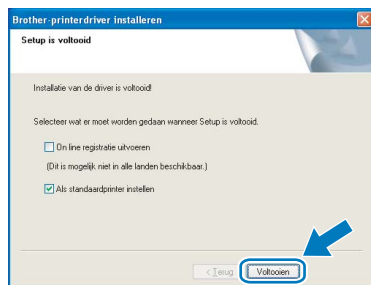 Brother-printerdriver installeren
Setup is voltooid
Installatie van de driver is voltooid!
Selecteer wat er moet worden gedaan wanneer Setup is voltooid.
On line registratie uitvoeren
(Dit is mogelijk niet in alle landen beschikbaar.)
Als standaardprinter instellen
< Terug
Voltooien